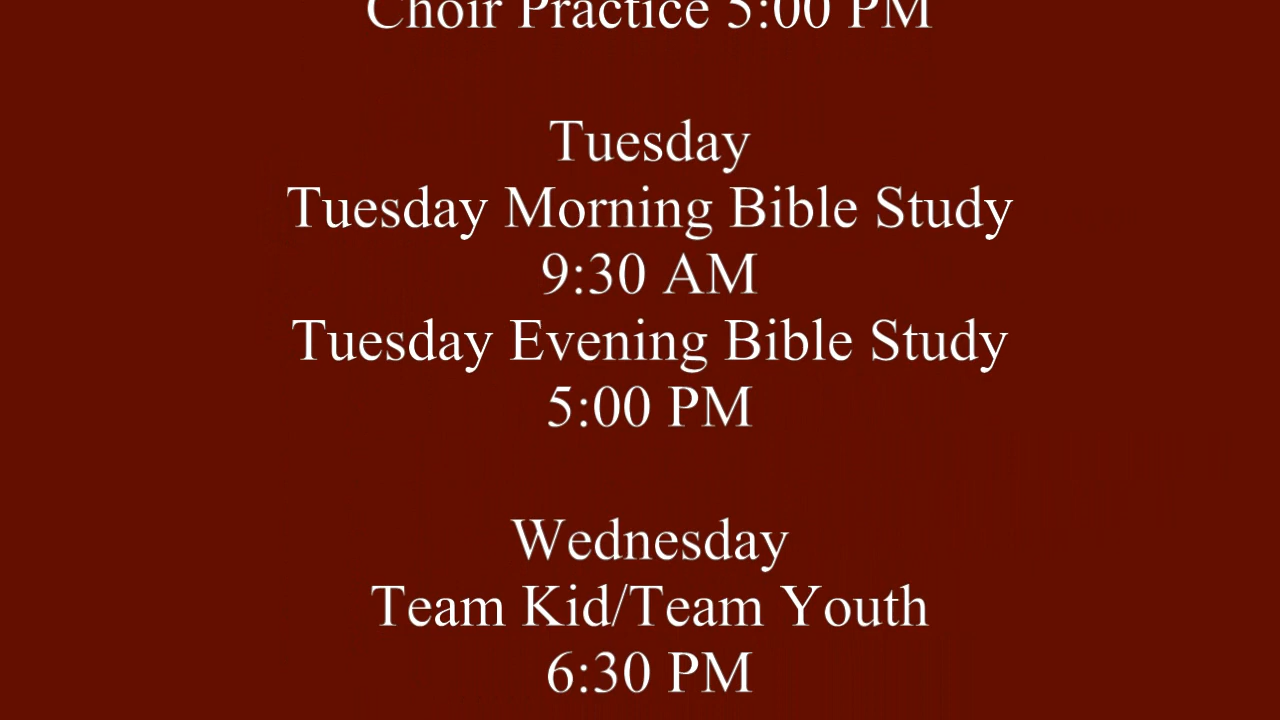 Choir Practice 5:00 PM
Tuesday
Tuesday Morning Bible Study
9:30 AM
Tuesday Evening Bible Study
5:00 PM
Wednesday
Team Kid/Team Youth
6:30 PM